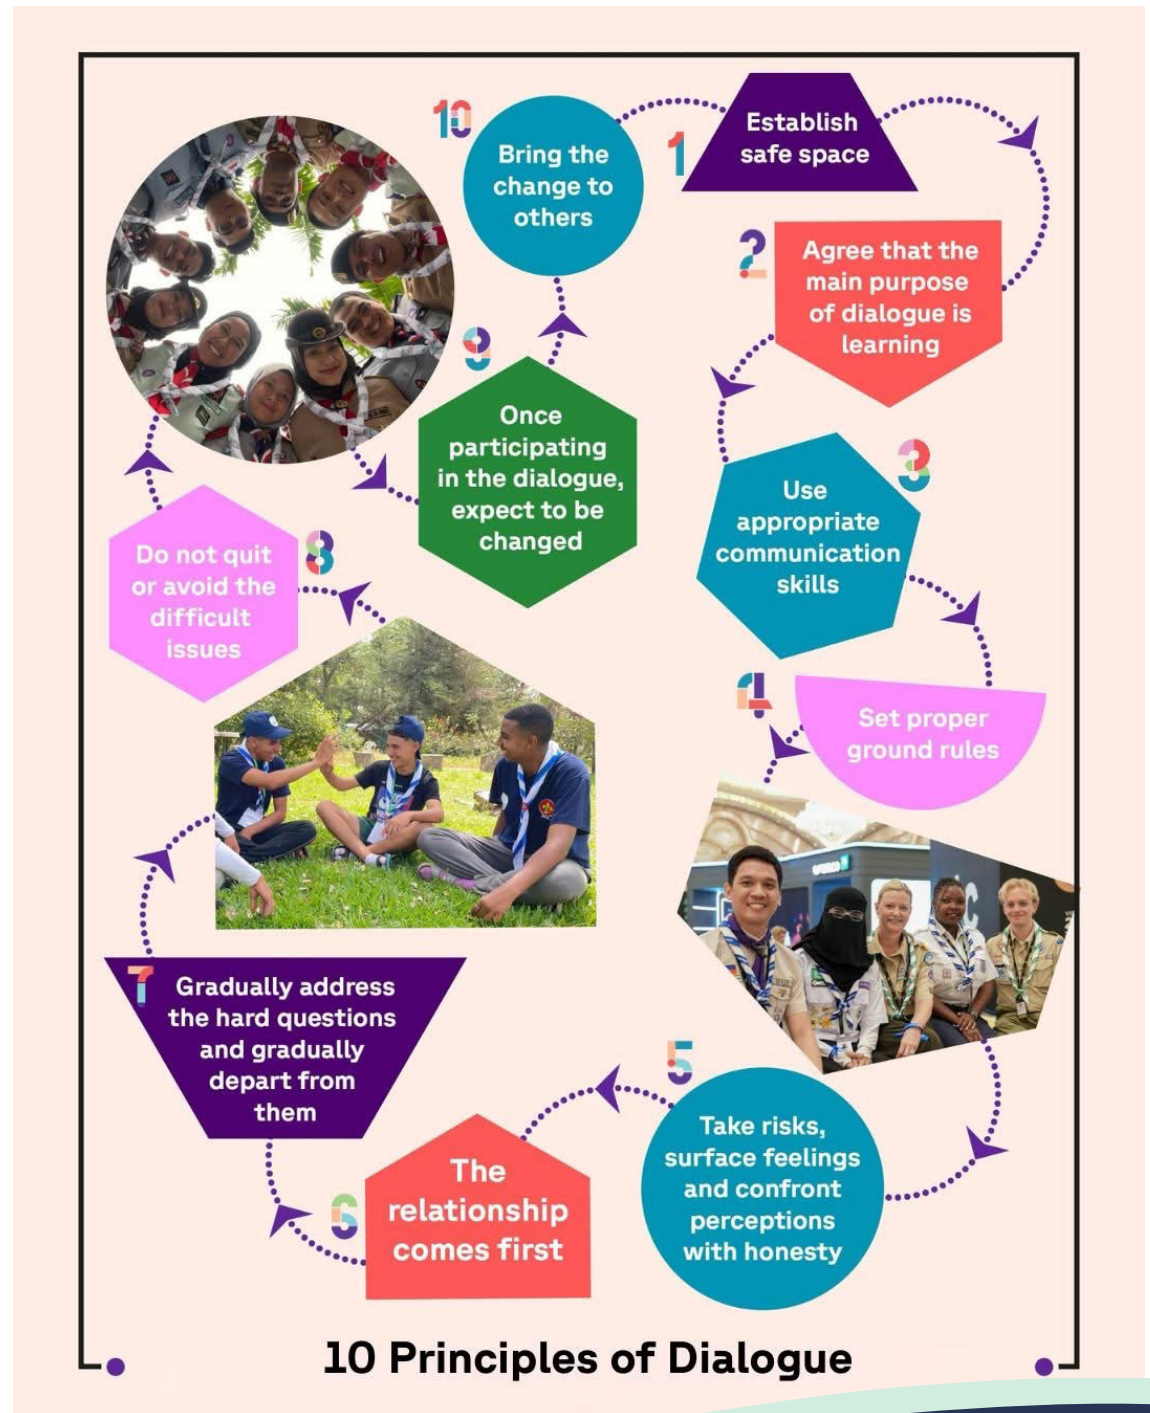 1
Establish
safe space
2
Agree that the
main purpose
of dialogue is
learning
3
Use
appropriate
communication
skills
4
Set proper
ground rules
5
Take risks,
surface feelings
and confront
perceptions
with honesty
6
The
relationship
comes first
7
Gradually address
the hard questions
and gradually
depart from
them
8
Do not quit
or avoid the
difficult
issues
9
Once
participating
in the dialogue,
expect to be
changed
10
Bring the
change to
others
10 Principles of Dialogue